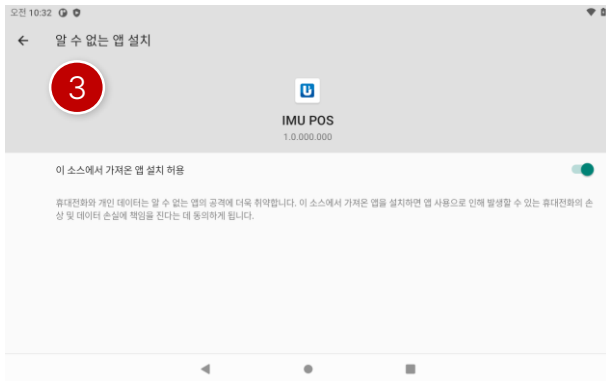 오전 10:32
알 수 없는 앱 설치
3
IMU POS
1.0.000.000
이 소스에서 가져온 앱 설치 허용
휴대전화와 개인 데이터는 알 수 없는 앱의 공격에 더욱 취약합니다. 이 소스에서 가져온 앱을 설치하면 앱 사용으로 인해 발생할 수 있는 휴대전화의 손
상 및 데이터 손실에 책임을 진다는 데 동의하게 됩니다.